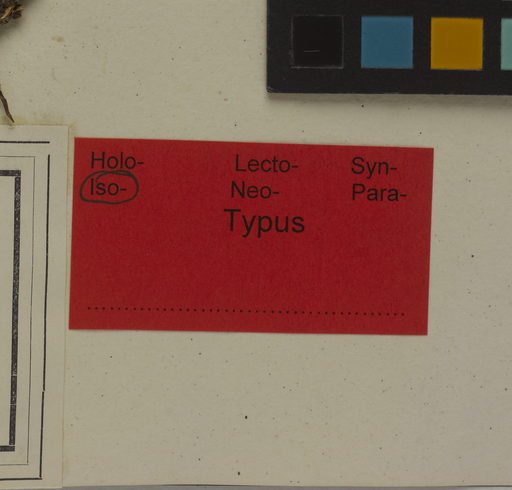 Holo- Lecto- Syn-
Iso- Neo- Para-
Typus